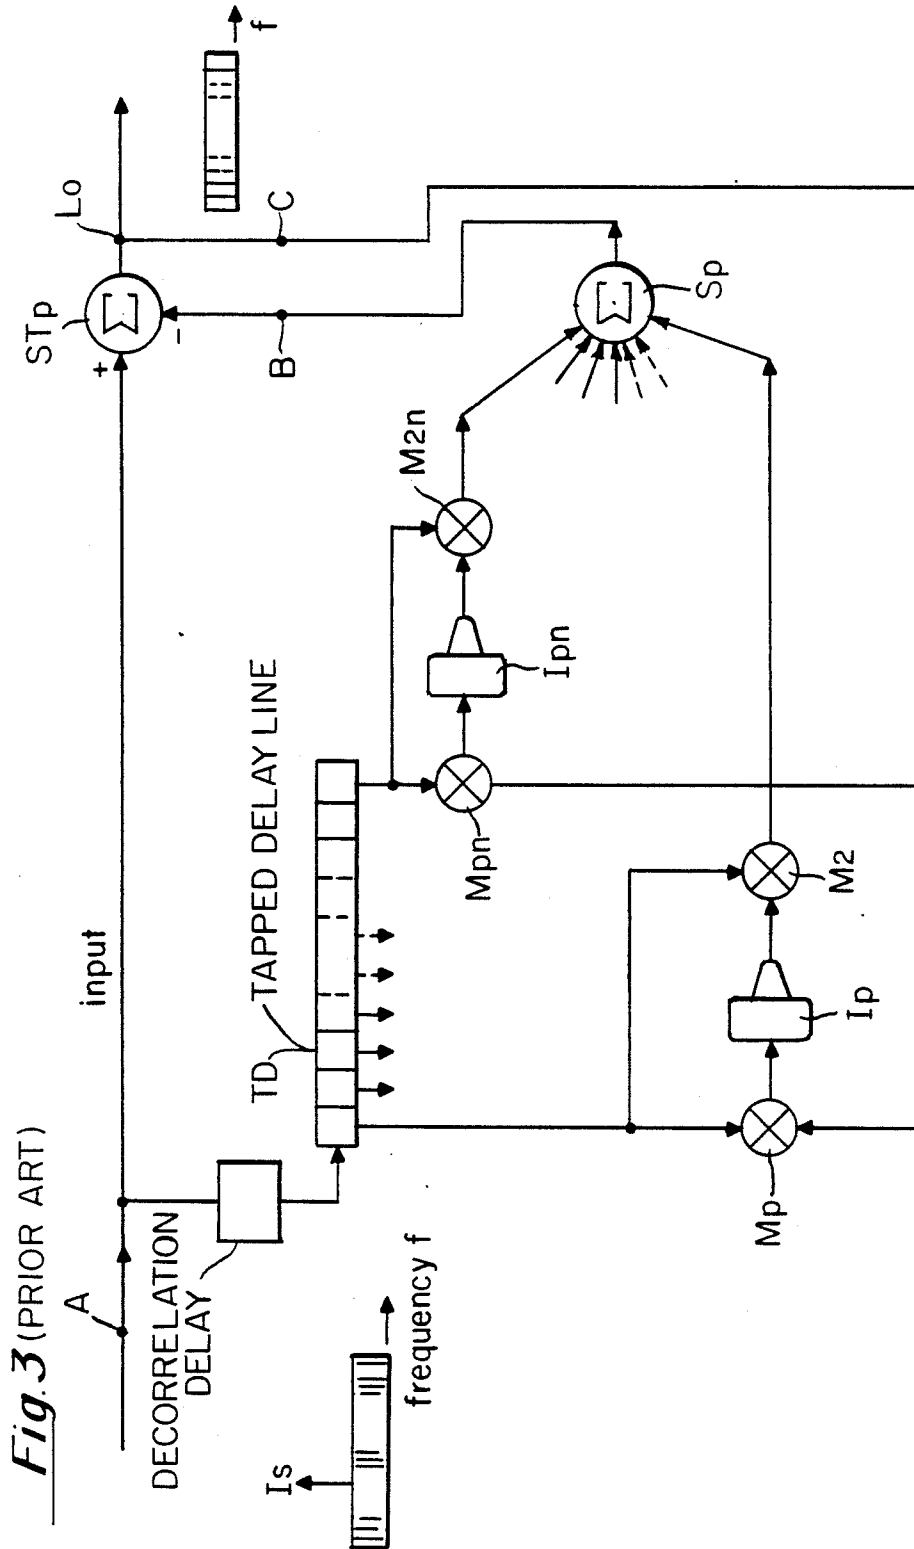 Fig. 3 (PRIOR ART)
A
input
+
-
STp
Σ
Lo
f
DECORRELATION
DELAY
TD
TAPPED DELAY LINE
B
C
Is
frequency f
Mpn
Ipn
M2n
Σ
Sp
Mp
Ip
M2